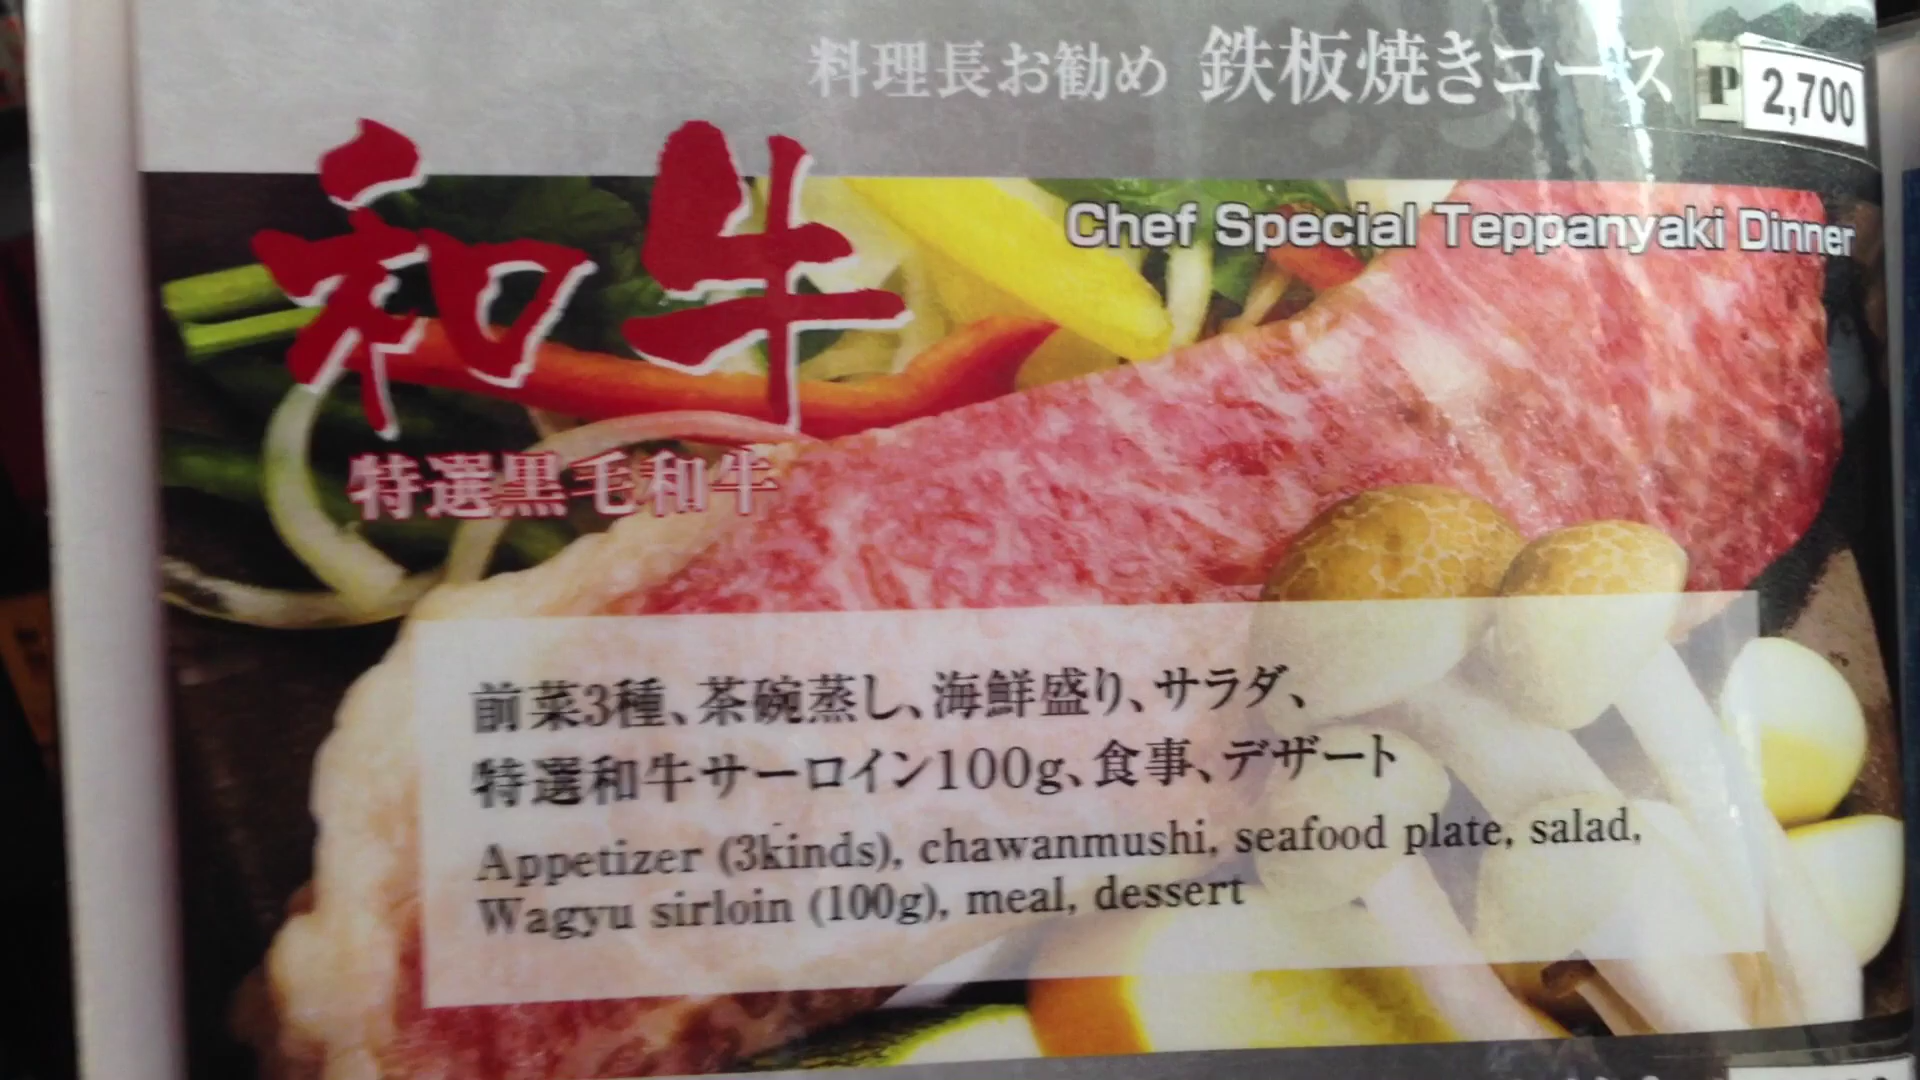 料理長お勧め 鉄板焼きコース P 2,700
和牛
Chef Special Teppanyaki Dinner
特選黒毛和牛
前菜3種、茶碗蒸し、海鮮盛り、サラダ、
特選和牛サーロイン100g、食事、デザート
Appetizer (3kinds), chawanmushi, seafood plate, salad,
Wagyu sirloin (100g), meal, dessert